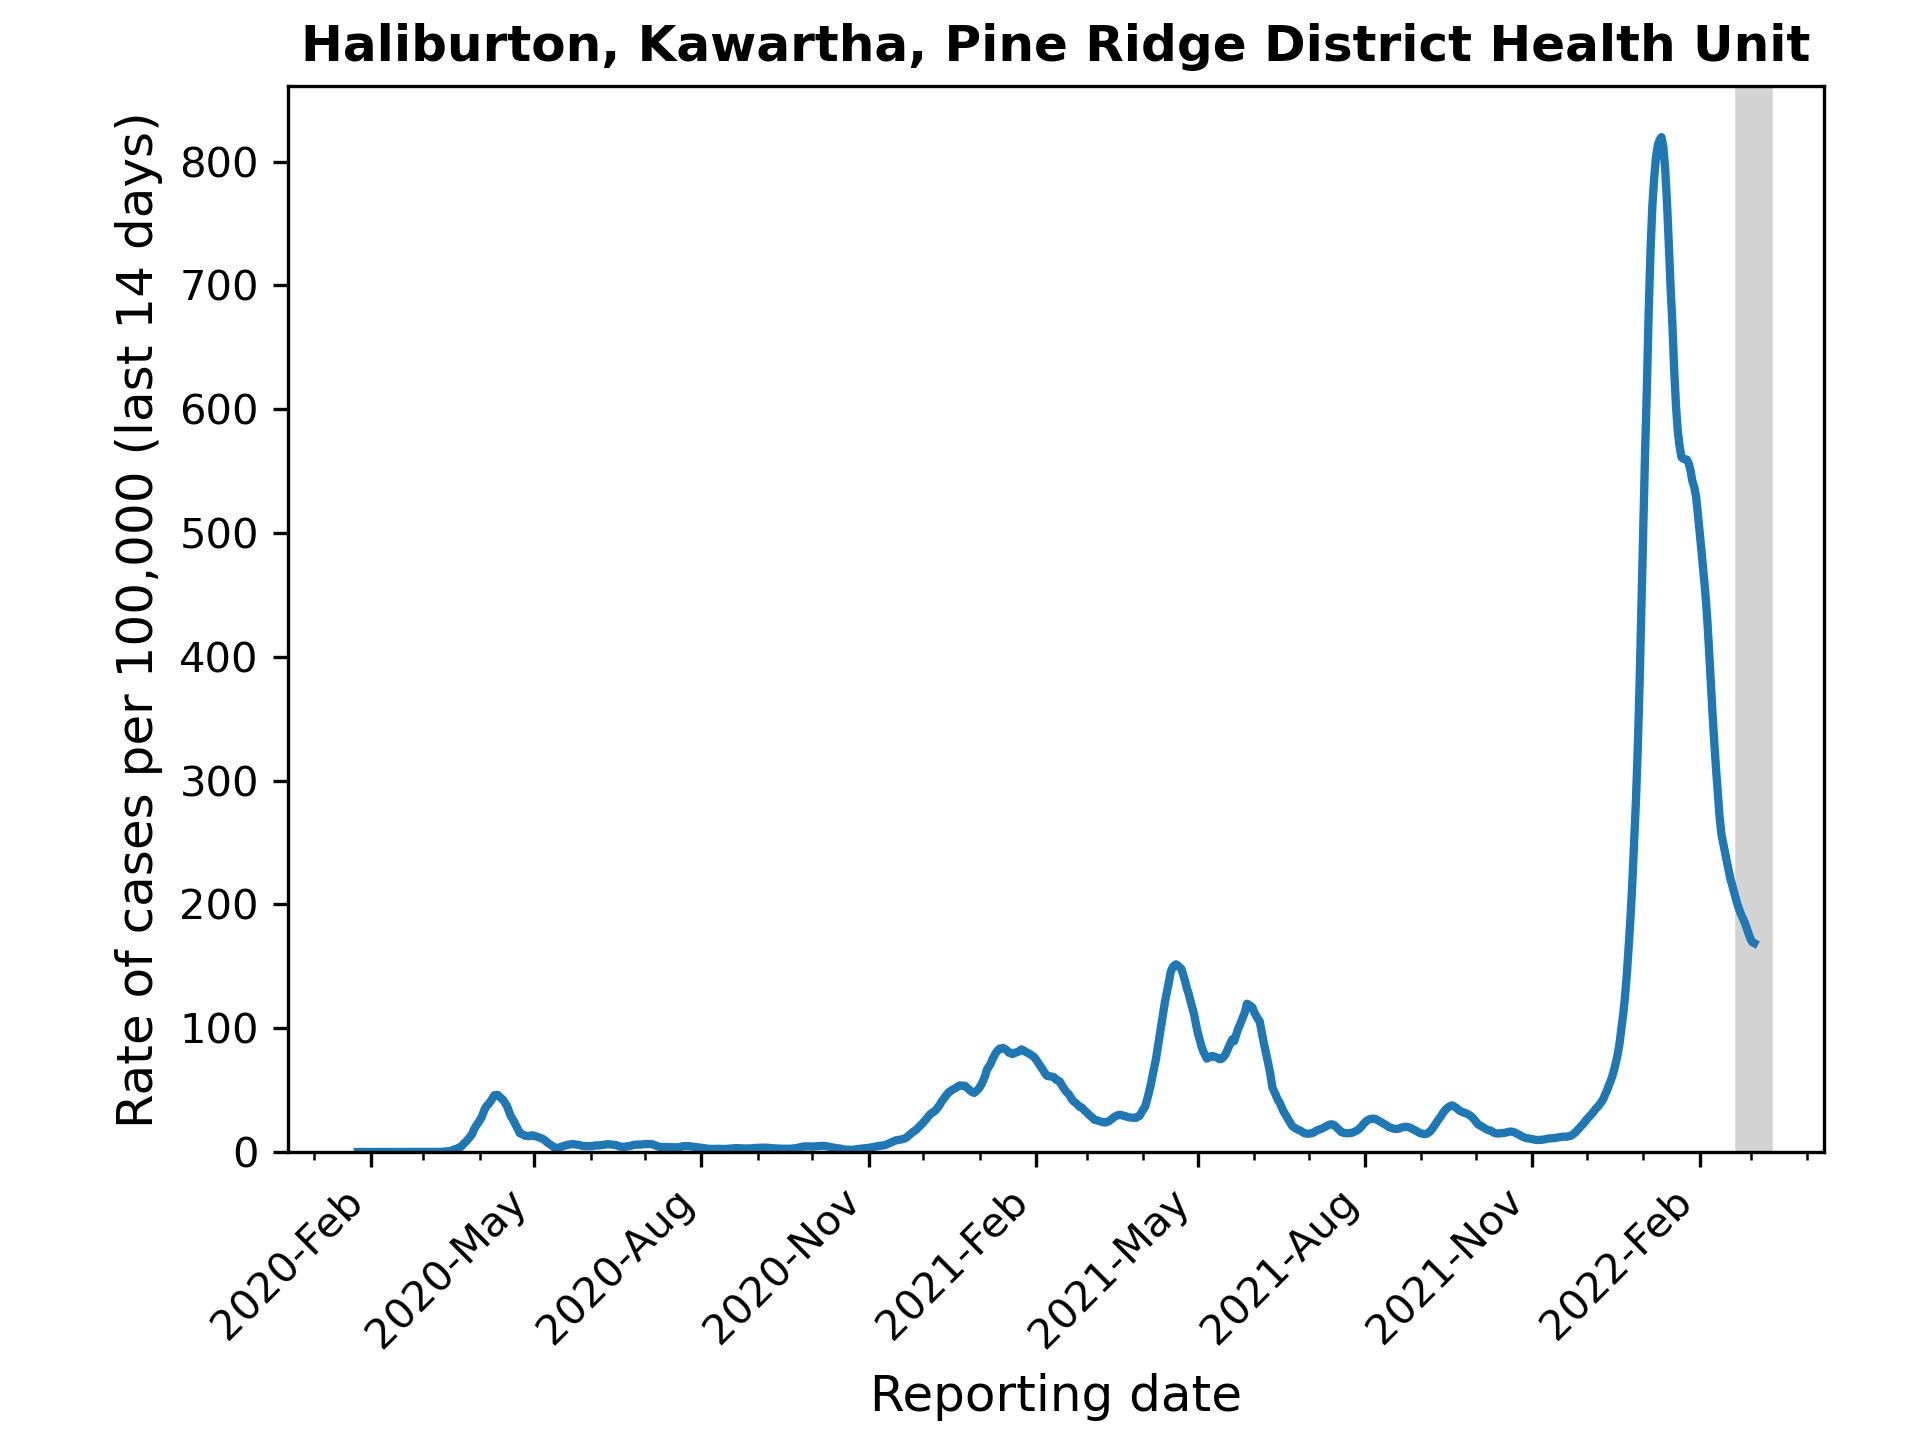 Haliburton, Kawartha, Pine Ridge District Health Unit
Rate of cases per 100,000 (last 14 days)
800
700
600
500
400
300
200
100
0
2020-Feb
2020-May
2020-Aug
2020-Nov
2021-Feb
2021-May
2021-Aug
2021-Nov
2022-Feb
Reporting date